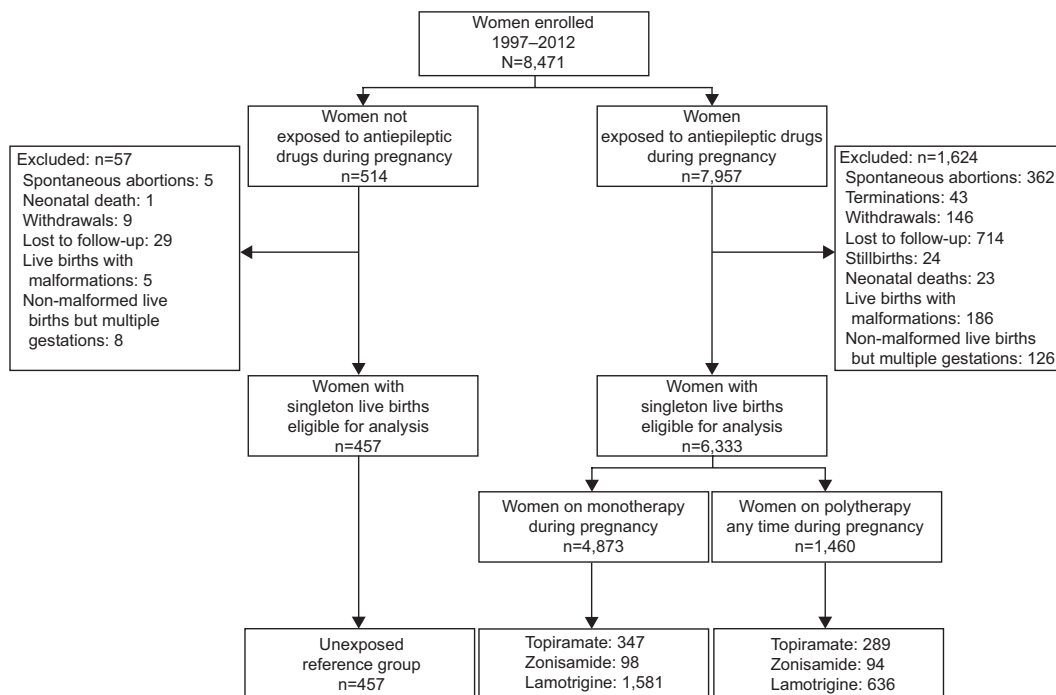 Women enrolled
1997–2012
N=8,471
Women not
exposed to antiepileptic
drugs during pregnancy
n=514
Women
exposed to antiepileptic drugs
during pregnancy
n=7,957
Excluded: n=57
Spontaneous abortions: 5
Neonatal death: 1
Withdrawals: 9
Lost to follow-up: 29
Live births with
malformations: 5
Non-malformed live
births but multiple
gestations: 8
Excluded: n=1,624
Spontaneous abortions: 362
Terminations: 43
Withdrawals: 146
Lost to follow-up: 714
Stillbirths: 24
Neonatal deaths: 23
Live births with
malformations: 186
Non-malformed live births
but multiple gestations: 126
Women with
singleton live births
eligible for analysis
n=457
Women with
singleton live births
eligible for analysis
n=6,333
Women on monotherapy
during pregnancy
n=4,873
Women on polytherapy
any time during pregnancy
n=1,460
Unexposed
reference group
n=457
Topiramate: 347
Zonisamide: 98
Lamotrigine: 1,581
Topiramate: 289
Zonisamide: 94
Lamotrigine: 636